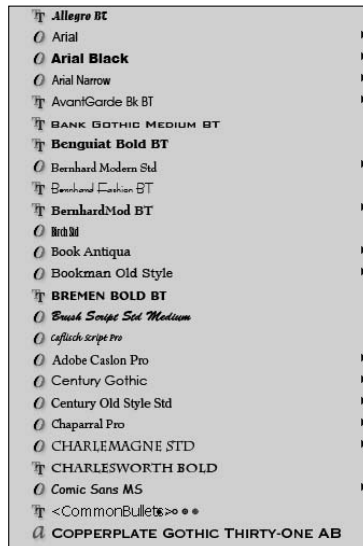 Allegro BT
Arial
Arial Black
Arial Narrow
AvantGarde Bk BT
BANK GOTHIC MEDIUM BT
Benguiat Bold BT
Bernhard Modern Std
Bernhard Fashion BT
BernhardMod BT
Birch Std
Book Antiqua
Bookman Old Style
BREMEN BOLD BT
Brush Script Std Medium
Caflisch Script Pro
Adobe Caslon Pro
Century Gothic
Century Old Style Std
Chaparral Pro
CHARLEMAGNE STD
CHARLESWORTH BOLD
Comic Sans MS
<CommonBullets>
COPPERPLATE GOTHIC THIRTY-ONE AB